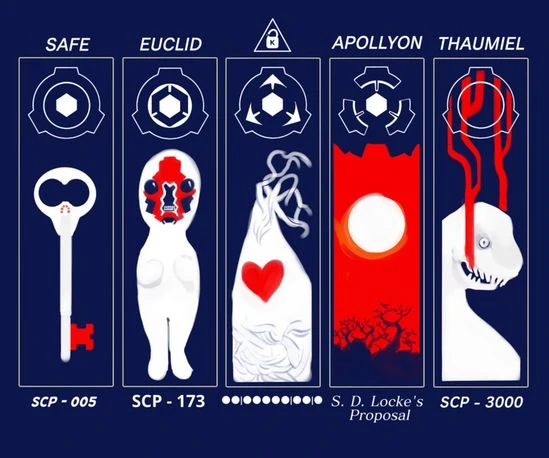 SAFE
EUCLID
K
APOLLYON
THAUMIEL
SCP - 005
SCP - 173
S. D. Locke's
Proposal
SCP - 3000